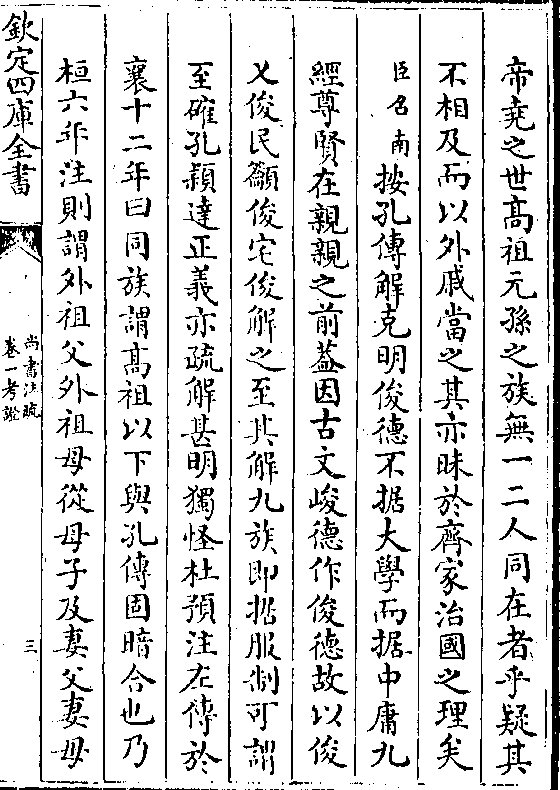 帝堯之世髙祖元孫之族無一二人同在者乎疑其
不相及而以外戚當之其亦昧於齊家治國之理矣
臣召南按孔傳解克明俊德不据大學而据中庸九
經尊賢在親親之前葢因古文峻德作俊德故以俊
乂俊民籲俊宅俊解之至其解九族即㨿服制可謂
至確孔穎達正義亦疏解甚明獨怪杜預注左傳於
襄十二年曰同族謂髙祖以下與孔傳固暗合也乃
桓六年注則謂外祖父外祖母從母子及妻父妻母
欽定四庫全書
尚書注疏
卷一考證
三